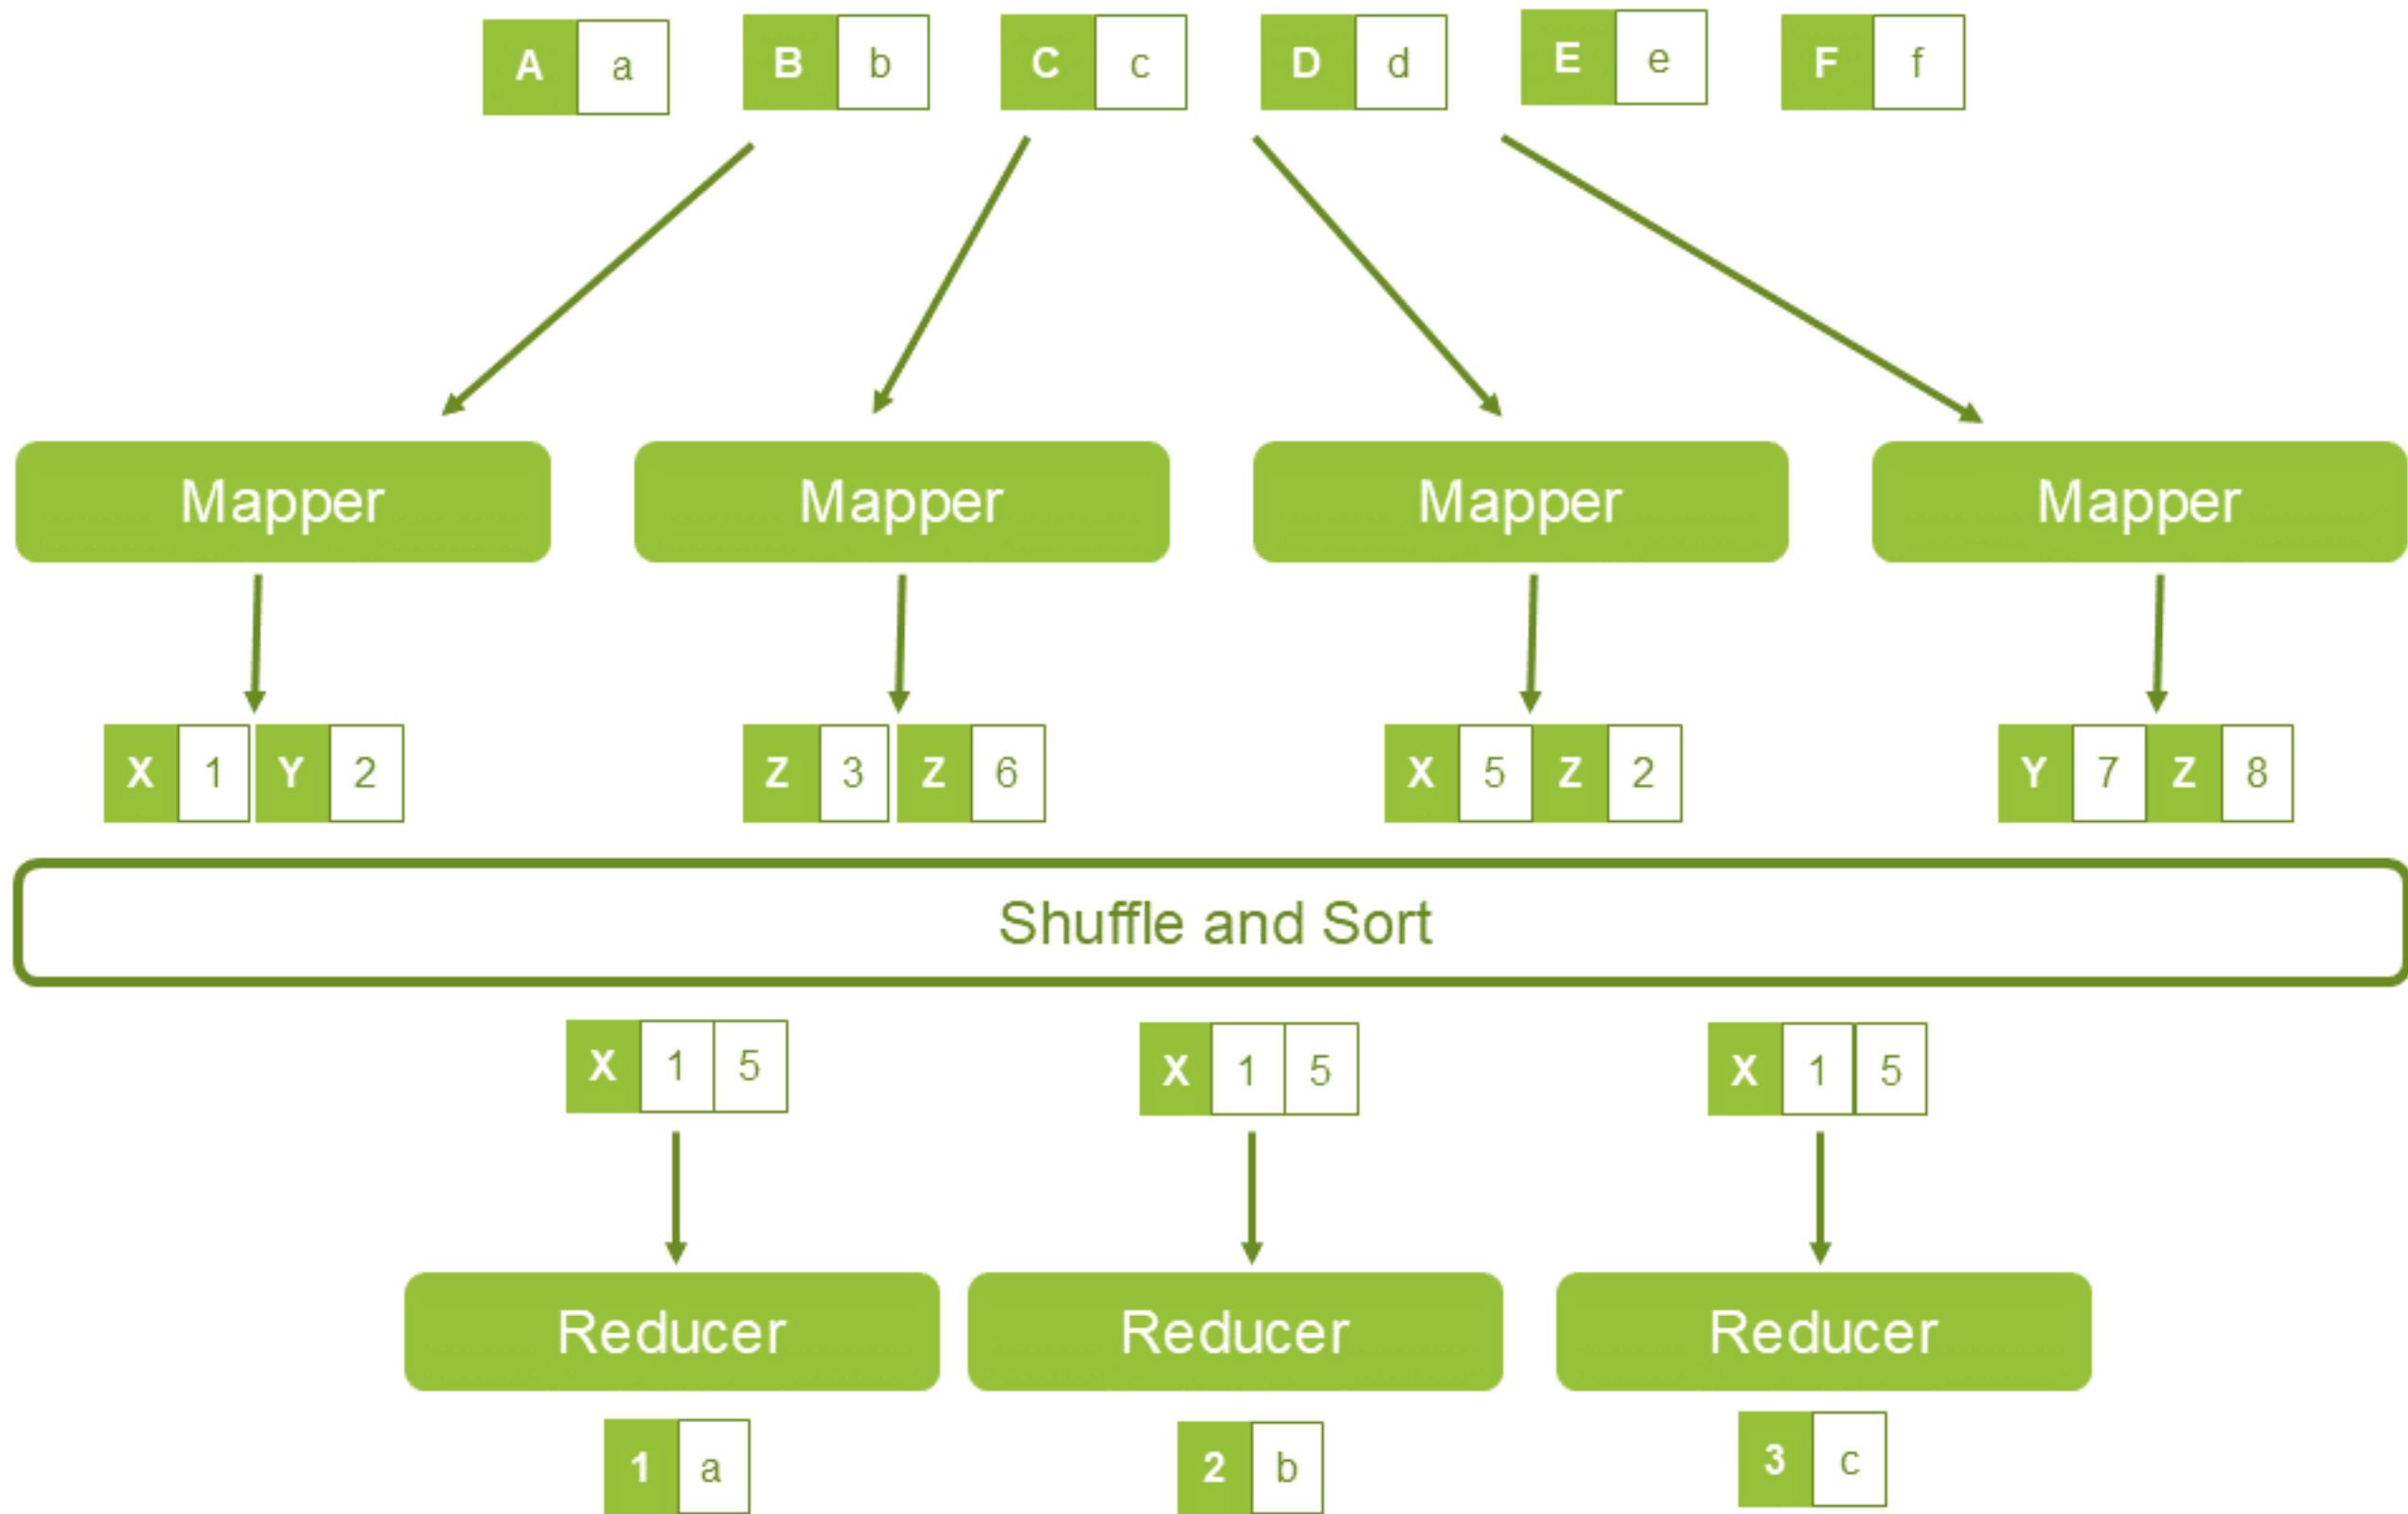 A a B b C c D d E e F f
Mapper Mapper Mapper Mapper
X 1 Y 2 Z 3 Z 6 X 5 Z 2 Y 7 Z 8
Shuffle and Sort
X 1 5 X 1 5 X 1 5
Reducer Reducer Reducer
1 a 2 b 3 c